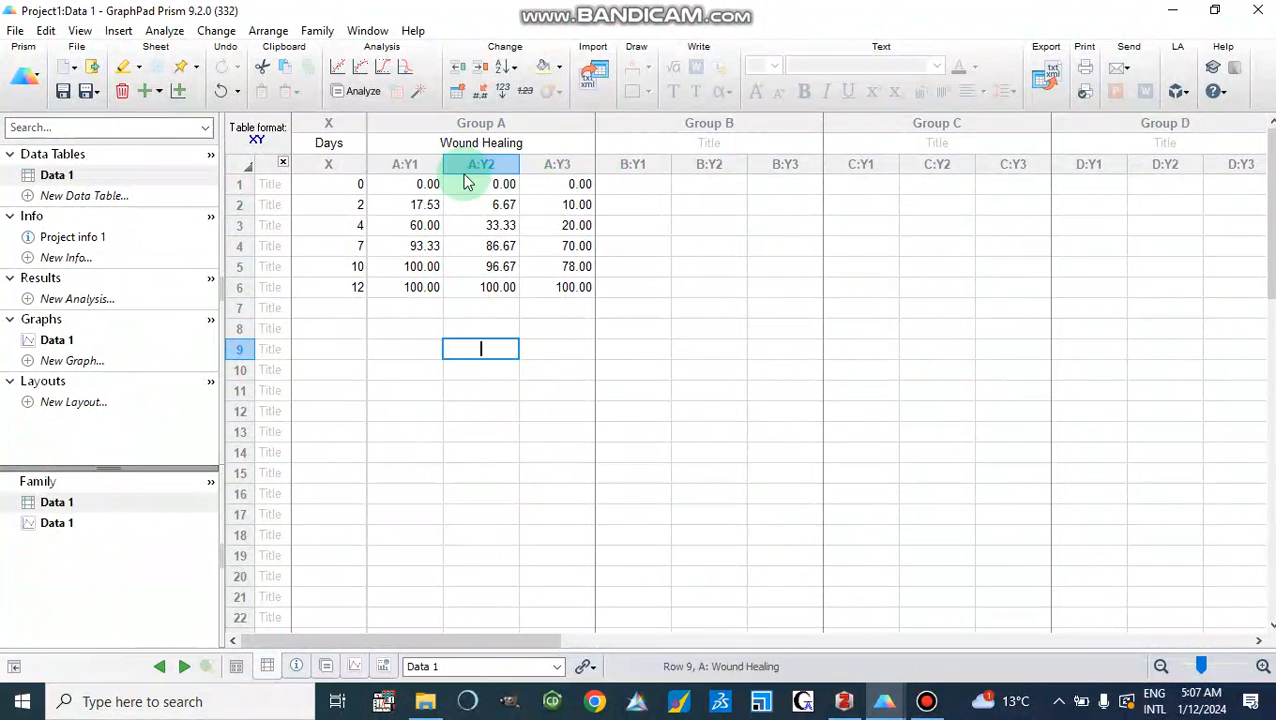 Project1:Data 1 - GraphPad Prism 9.2.0 (332)
www.BANDICAM.com
File Edit View Insert Analyze Change Arrange Family Window Help
Prism File Sheet Undo Clipboard Analysis Change Import Draw Write Text Export Print Send LA Help
Analyze
txt
xml
Search...
Data Tables
Data 1
New Data Table...
Info
Project info 1
New Info...
Results
New Analysis...
Graphs
Data 1
New Graph...
Layouts
New Layout...
Family
Data 1
Data 1
Table format:
XY
X Group A Group B Group C Group D
Days Wound Healing Title Title Title
X A:Y1 A:Y2 A:Y3 B:Y1 B:Y2 B:Y3 C:Y1 C:Y2 C:Y3 D:Y1 D:Y2 D:Y3
1 Title 0 0.00 0.00 0.00
2 Title 2 17.53 6.67 10.00
3 Title 4 60.00 33.33 20.00
4 Title 7 93.33 86.67 70.00
5 Title 10 100.00 96.67 78.00
6 Title 12 100.00 100.00 100.00
7 Title
8 Title
9 Title
10 Title
11 Title
12 Title
13 Title
14 Title
15 Title
16 Title
17 Title
18 Title
19 Title
20 Title
21 Title
22 Title
Data 1
Row 9, A: Wound Healing
Type here to search
13°C
ENG
INTL
5:07 AM
1/12/2024